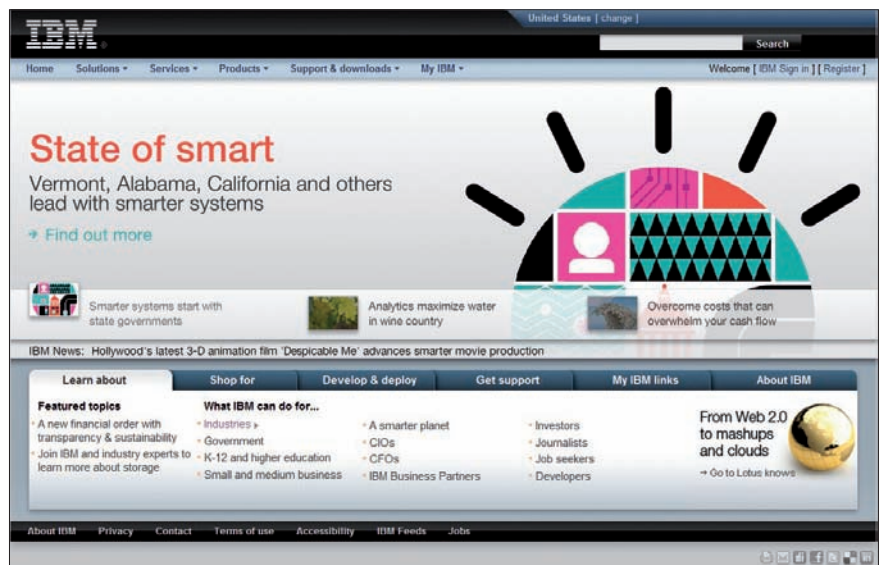 United States [ change ]
IBM®
Search
Home Solutions Services Products Support & downloads My IBM Welcome [ IBM Sign in ] [ Register ]
State of smart
Vermont, Alabama, California and others
lead with smarter systems
→ Find out more
Smarter systems start with
state governments
Analytics maximize water
in wine country
Overcome costs that can
overwhelm your cash flow
IBM News: Hollywood's latest 3-D animation film 'Despicable Me' advances smarter movie production
Learn about Shop for Develop & deploy Get support My IBM links About IBM
Featured topics
A new financial order with
transparency & sustainability
Join IBM and industry experts to
learn more about storage
What IBM can do for...
Industries
Government
K-12 and higher education
Small and medium business
A smarter planet
CIOs
CFOs
IBM Business Partners
Investors
Journalists
Job seekers
Developers
From Web 2.0
to mashups
and clouds
→ Go to Lotus knows
About IBM Privacy Contact Terms of use Accessibility IBM Feeds Jobs